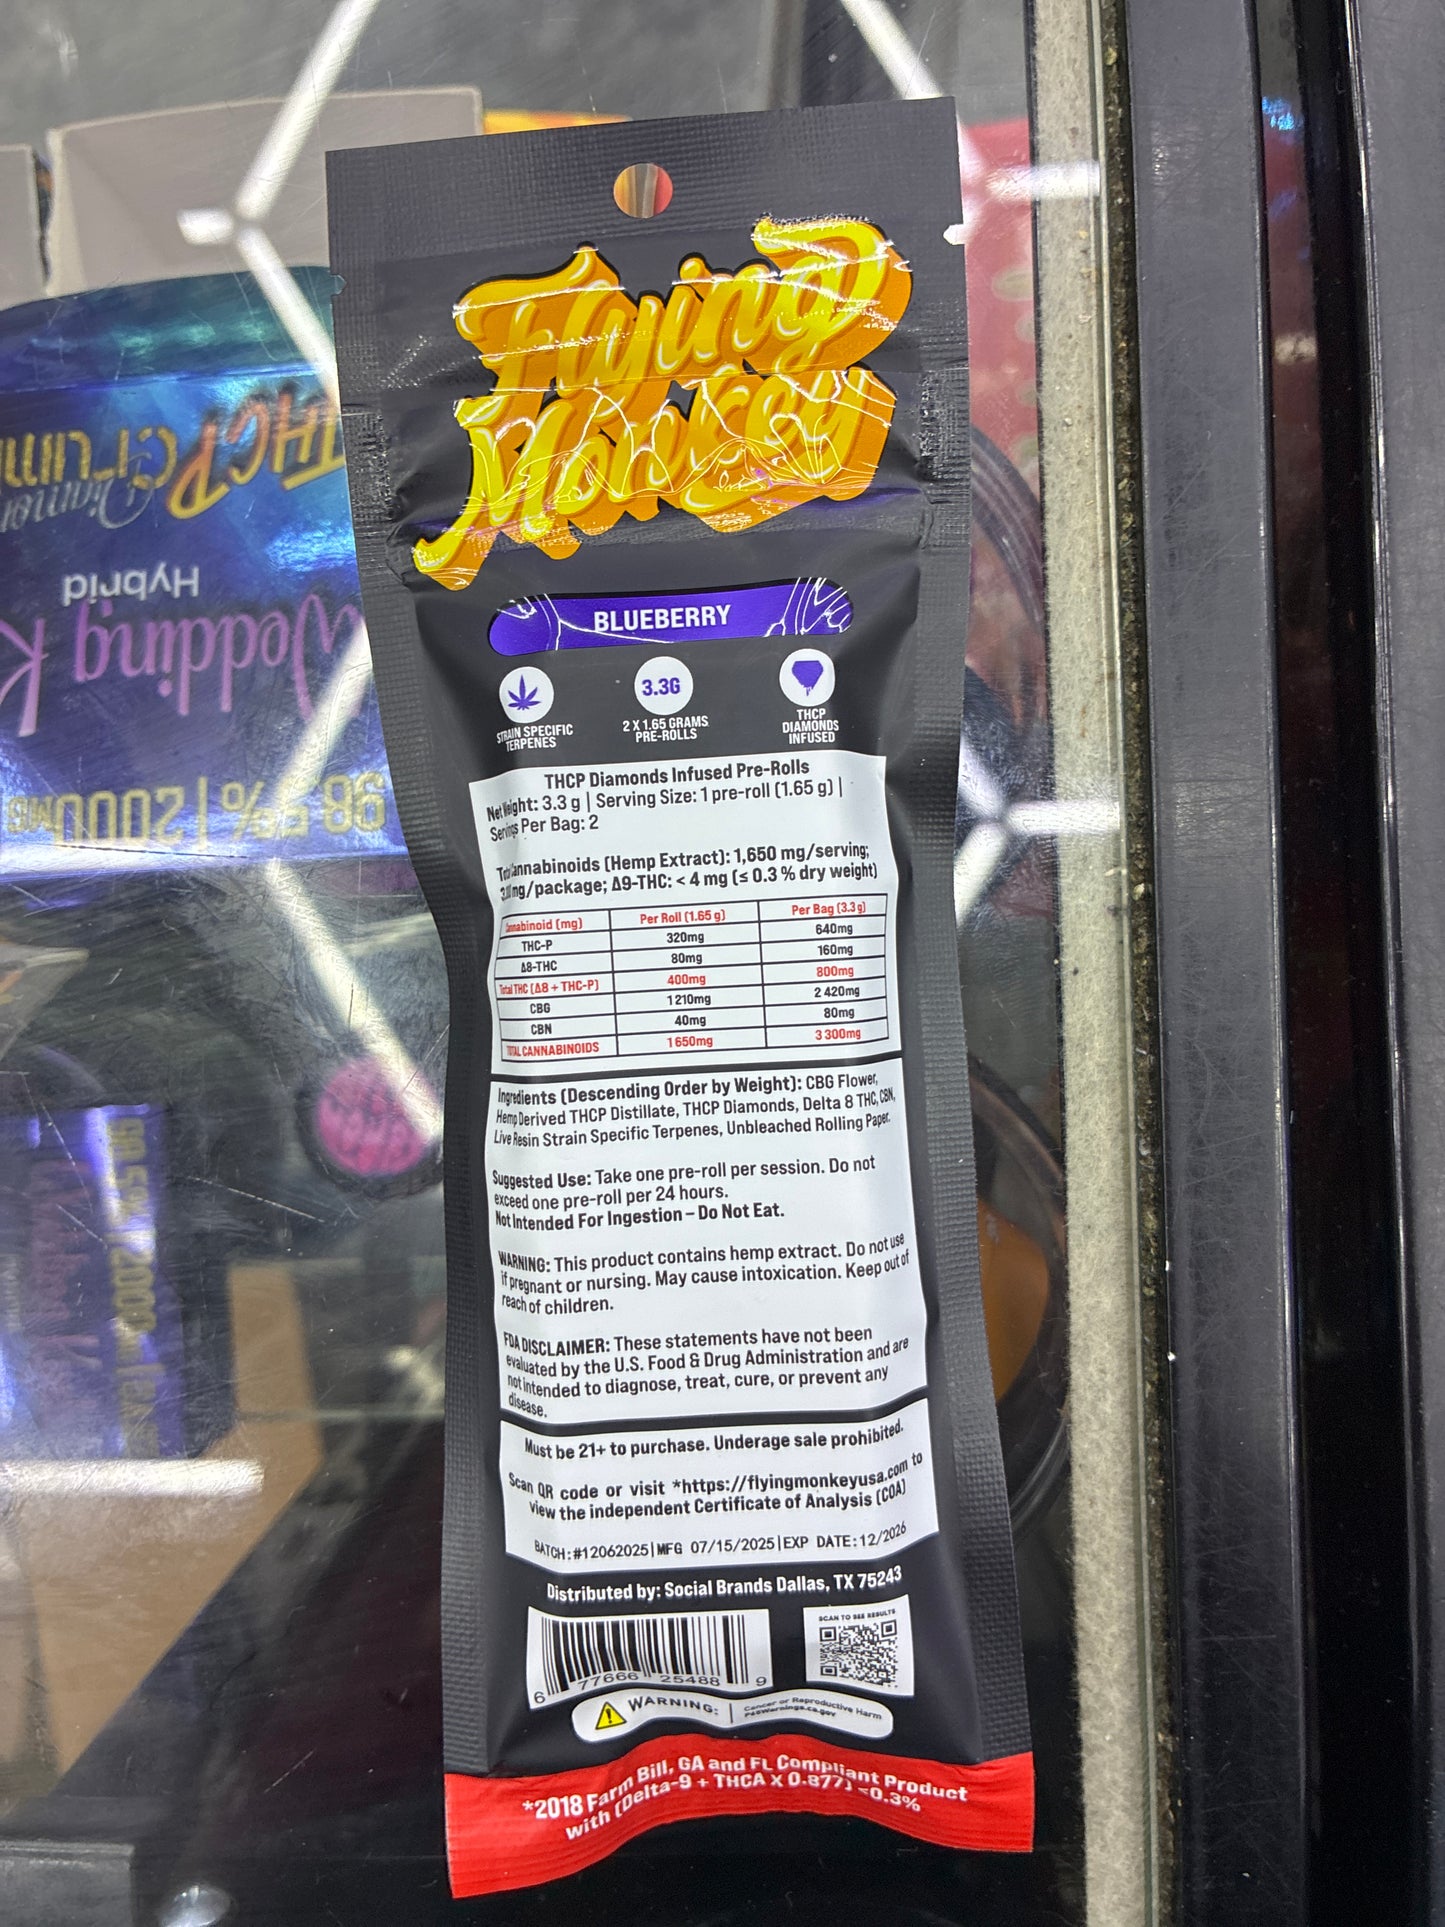 Flying
Monkey
BLUEBERRY
3.3G
STRAIN SPECIFIC
TERPENES
2 X 1.65 GRAMS
PRE-ROLLS
THCP
DIAMONDS
INFUSED
THCP Diamonds Infused Pre-Rolls
Net Weight: 3.3 g | Serving Size: 1 pre-roll (1.65 g) |
Servings Per Bag: 2
Total Cannabinoids (Hemp Extract): 1,650 mg/serving;
mg/package; Δ9-THC: < 4 mg (≤ 0.3 % dry weight)
Cannabinoid (mg) Per Roll (1.65 g) Per Bag (3.3 g)
THC-P 320mg 640mg
Δ8-THC 80mg 160mg
Total THC (Δ8 + THC-P) 400mg 800mg
CBG 1 210mg 2 420mg
CBN 40mg 80mg
TOTAL CANNABINOIDS 1 650mg 3 300mg
Ingredients (Descending Order by Weight): CBG Flower,
Hemp Derived THCP Distillate, THCP Diamonds, Delta 8 THC, CBN,
Live Resin Strain Specific Terpenes, Unbleached Rolling Paper.
Suggested Use: Take one pre-roll per session. Do not
exceed one pre-roll per 24 hours.
Not Intended For Ingestion – Do Not Eat.
WARNING: This product contains hemp extract. Do not use
if pregnant or nursing. May cause intoxication. Keep out of
reach of children.
FDA DISCLAIMER: These statements have not been
evaluated by the U.S. Food & Drug Administration and are
not intended to diagnose, treat, cure, or prevent any
disease.
Must be 21+ to purchase. Underage sale prohibited.
Scan QR code or visit *https://flyingmonkeyusa.com to
view the independent Certificate of Analysis (COA)
BATCH:#12062025|MFG 07/15/2025|EXP DATE:12/2026
Distributed by: Social Brands Dallas, TX 75243
SCAN TO SEE RESULTS
6 77666 25488 9
WARNING: Cancer or Reproductive Harm
P65Warnings.ca.gov
*2018 Farm Bill, GA and FL Compliant Product
with (Delta-9 + THCA X 0.877) <0.3%
THCP
Diamond
Hybrid
Wedding K
98.5% | 2000MG